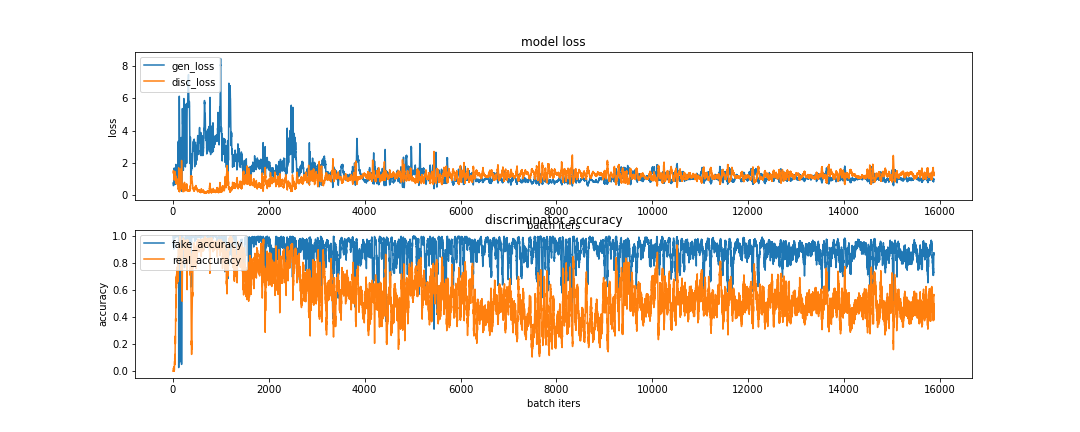 model loss
gen_loss
disc_loss
loss
8
6
4
2
0
0 2000 4000 6000 8000 10000 12000 14000 16000
batch iters
discriminator accuracy
fake_accuracy
real_accuracy
accuracy
1.0
0.8
0.6
0.4
0.2
0.0
0 2000 4000 6000 8000 10000 12000 14000 16000
batch iters